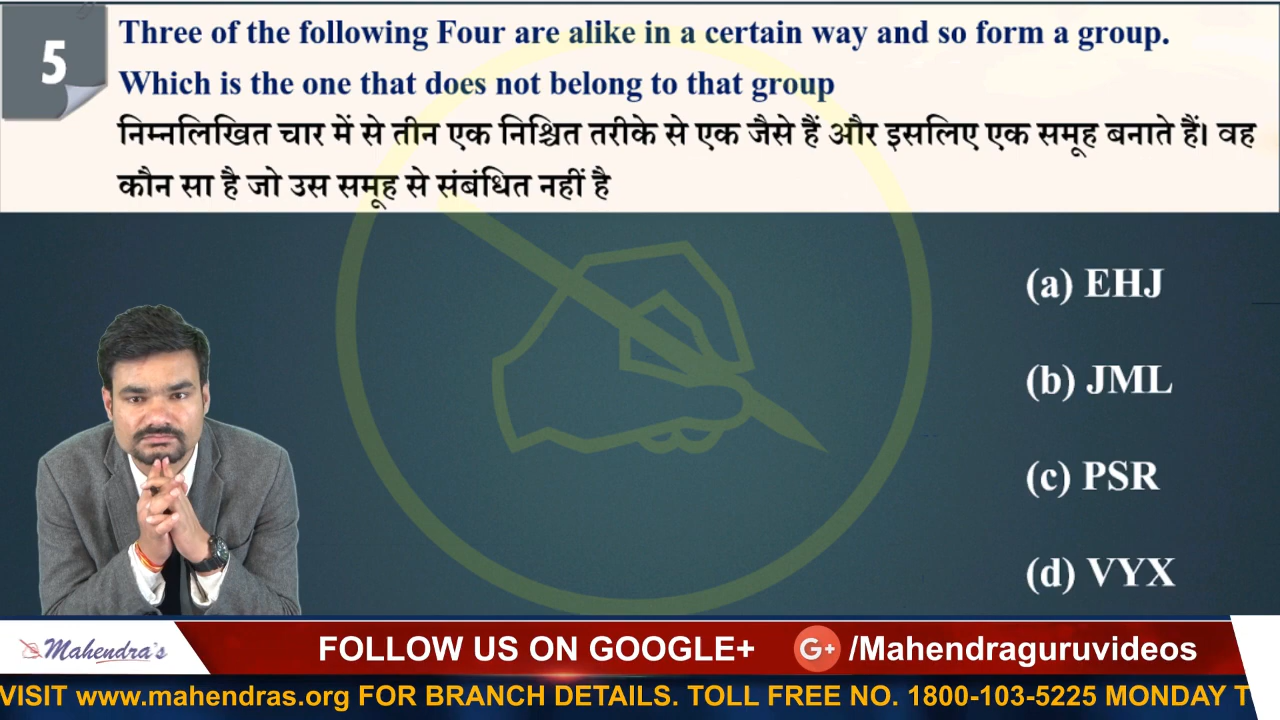 5
Three of the following Four are alike in a certain way and so form a group.
Which is the one that does not belong to that group
निम्नलिखित चार में से तीन एक निश्चित तरीके से एक जैसे हैं और इसलिए एक समूह बनाते हैं। वह
कौन सा है जो उस समूह से संबंधित नहीं है
(a) EHJ
(b) JML
(c) PSR
(d) VYX
Mahendra's
FOLLOW US ON GOOGLE+ G+ /Mahendraguruvideos
VISIT www.mahendras.org FOR BRANCH DETAILS. TOLL FREE NO. 1800-103-5225 MONDAY T